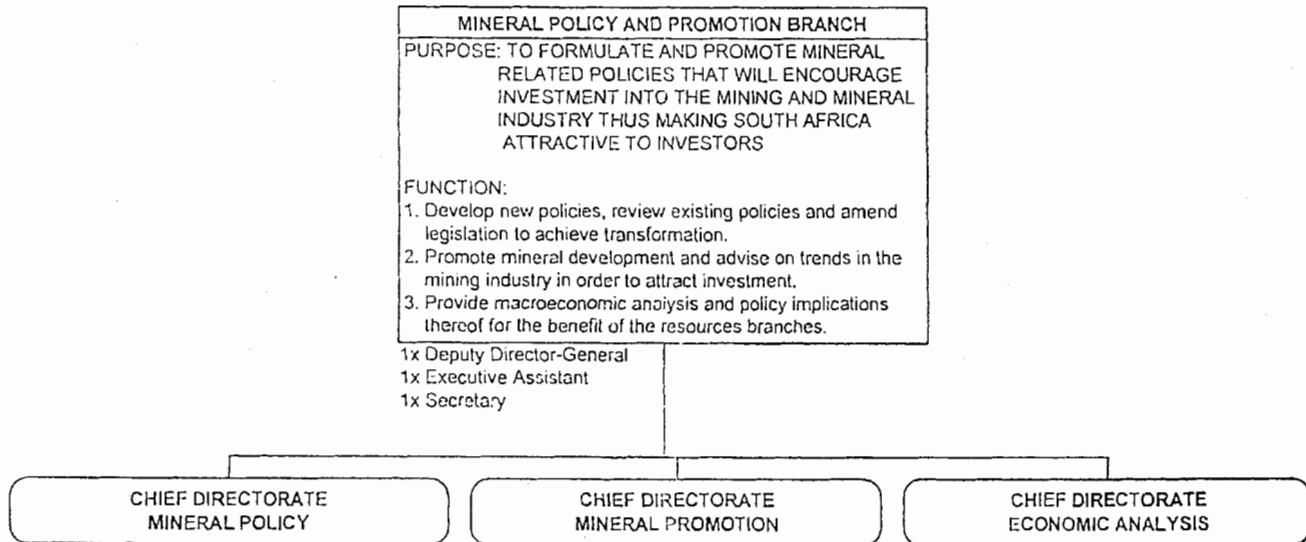 MINERAL POLICY AND PROMOTION BRANCH
PURPOSE: TO FORMULATE AND PROMOTE MINERAL
RELATED POLICIES THAT WILL ENCOURAGE
INVESTMENT INTO THE MINING AND MINERAL
INDUSTRY THUS MAKING SOUTH AFRICA
ATTRACTIVE TO INVESTORS
FUNCTION:
1. Develop new policies, review existing policies and amend
legislation to achieve transformation.
2. Promote mineral development and advise on trends in the
mining industry in order to attract investment.
3. Provide macroeconomic analysis and policy implications
thereof for the benefit of the resources branches.
1x Deputy Director-General
1x Executive Assistant
1x Secretary
CHIEF DIRECTORATE
MINERAL POLICY
CHIEF DIRECTORATE
MINERAL PROMOTION
CHIEF DIRECTORATE
ECONOMIC ANALYSIS